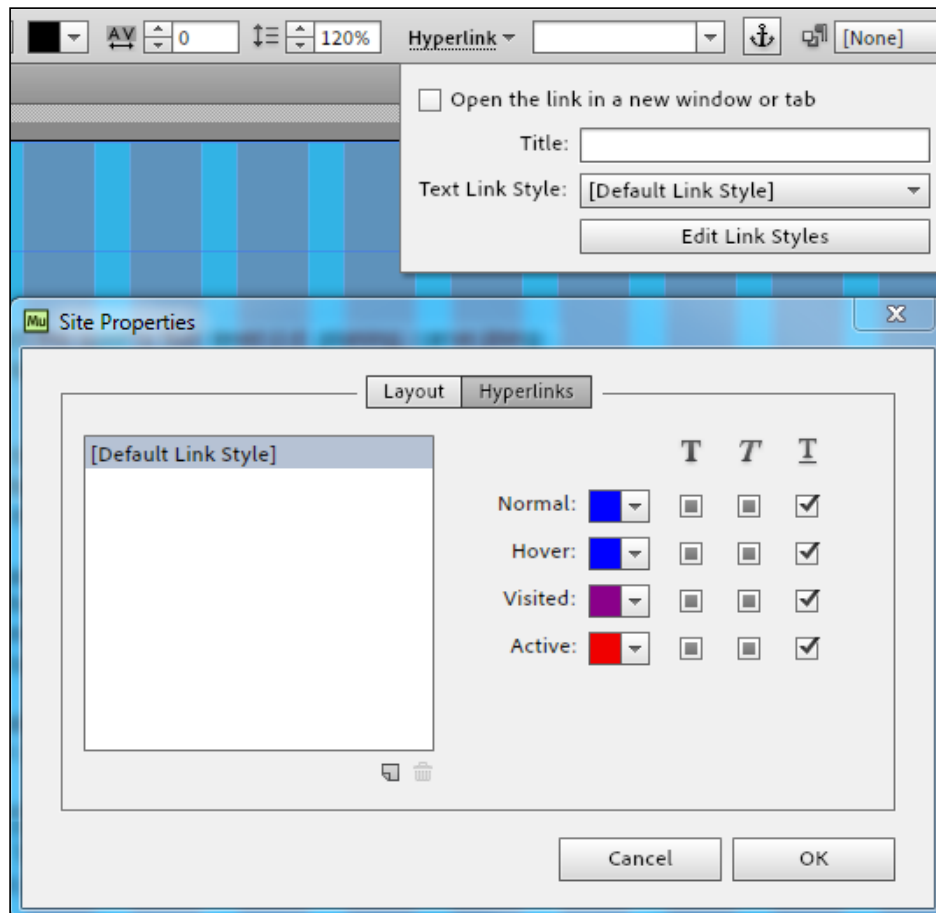 AV 0 120% Hyperlink [None]
Open the link in a new window or tab
Title:
Text Link Style: [Default Link Style]
Edit Link Styles
Mu Site Properties
Layout Hyperlinks
[Default Link Style]
T T T
Normal:
Hover:
Visited:
Active:
Cancel OK